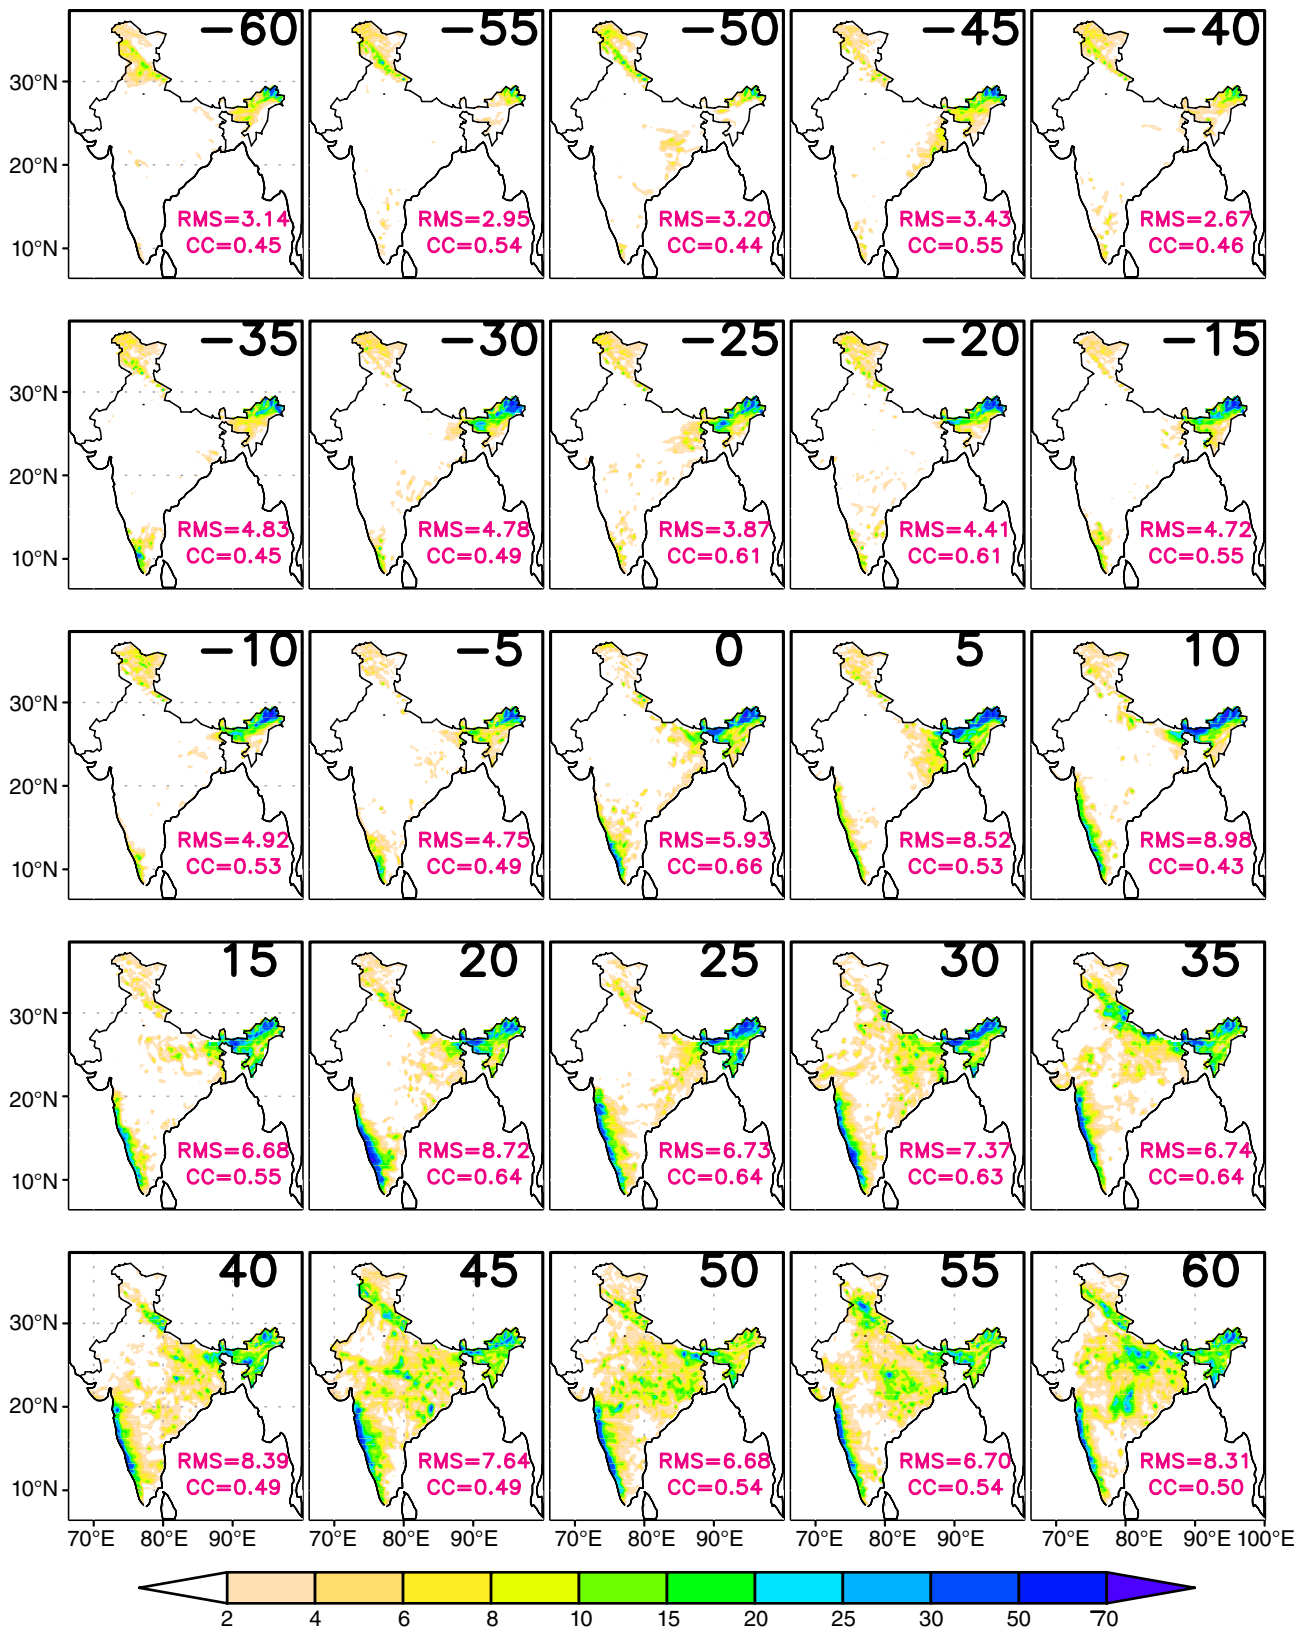 −60 −55 −50 −45 −40
30°N
20°N
RMS=3.14 RMS=2.95 RMS=3.20 RMS=3.43 RMS=2.67
10°N CC=0.45 CC=0.54 CC=0.44 CC=0.55 CC=0.46
−35 −30 −25 −20 −15
30°N
20°N
RMS=4.83 RMS=4.78 RMS=3.87 RMS=4.41 RMS=4.72
10°N CC=0.45 CC=0.49 CC=0.61 CC=0.61 CC=0.55
−10 −5 0 5 10
30°N
20°N
RMS=4.92 RMS=4.75 RMS=5.93 RMS=8.52 RMS=8.98
10°N CC=0.53 CC=0.49 CC=0.66 CC=0.53 CC=0.43
15 20 25 30 35
30°N
20°N
RMS=6.68 RMS=8.72 RMS=6.73 RMS=7.37 RMS=6.74
10°N CC=0.55 CC=0.64 CC=0.64 CC=0.63 CC=0.64
40 45 50 55 60
30°N
20°N
RMS=8.39 RMS=7.64 RMS=6.68 RMS=6.70 RMS=8.31
10°N CC=0.49 CC=0.49 CC=0.54 CC=0.54 CC=0.50
70°E 80°E 90°E 70°E 80°E 90°E 70°E 80°E 90°E 70°E 80°E 90°E 70°E 80°E 90°E 100°E
2 4 6 8 10 15 20 25 30 50 70